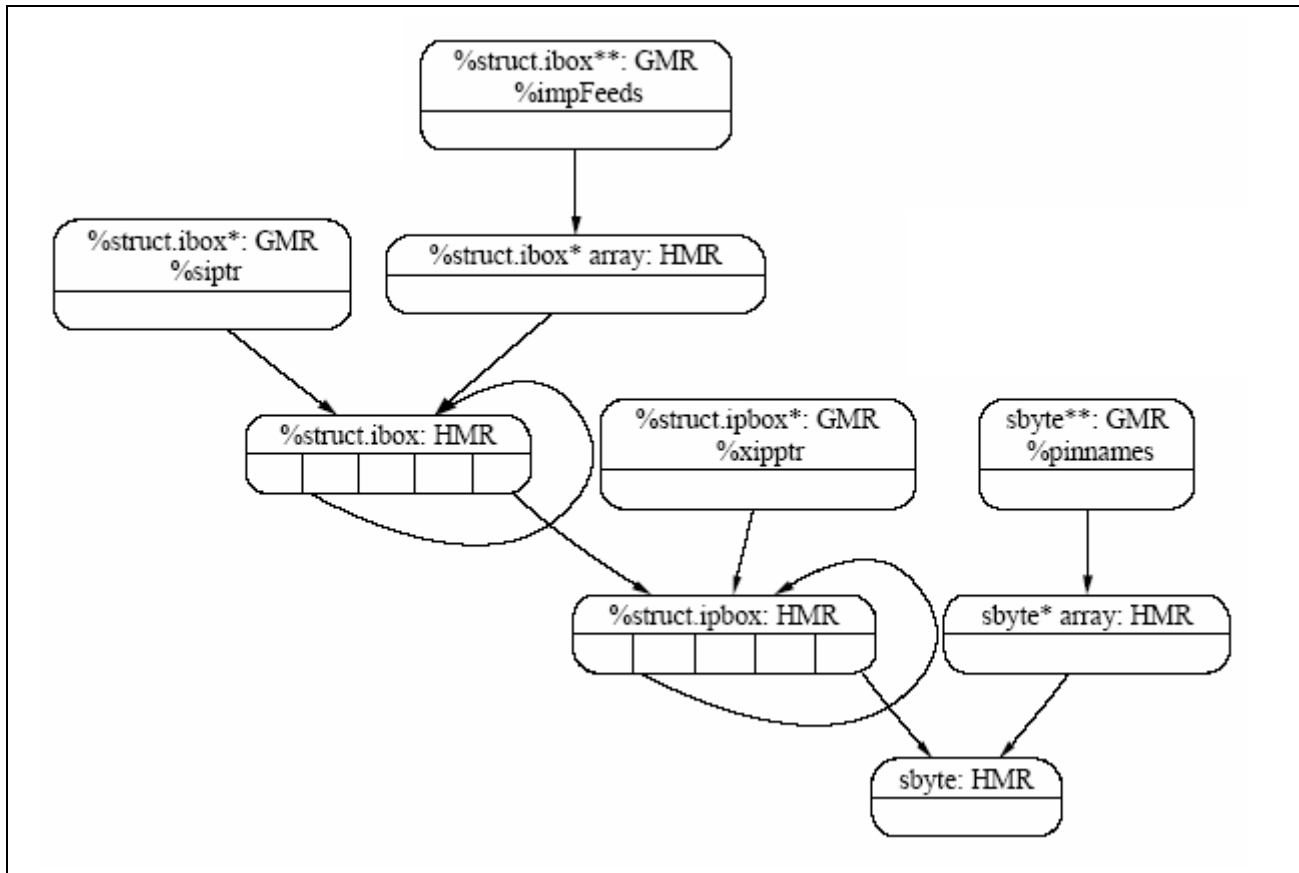 %struct.ibox**: GMR
%impFeeds
%struct.ibox*: GMR
%siptr
%struct.ibox* array: HMR
%struct.ibox: HMR
%struct.ipbox*: GMR
%xipptr
sbyte**: GMR
%pinnames
%struct.ipbox: HMR
sbyte* array: HMR
sbyte: HMR